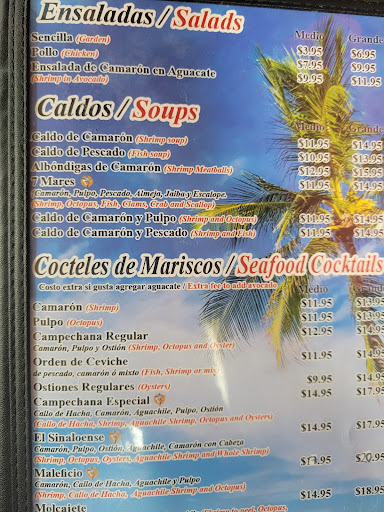 Ensaladas / Salads
Medio Grande
Sencilla (Garden) $3.95 $6.95
Pollo (Chicken) $7.95 $9.95
Ensalada de Camarón en Aguacate $9.95 $11.95
(Shrimp in Avocado)
Caldos / Soups
Medio Grande
Caldo de Camarón (Shrimp soup) $11.95 $14.95
Caldo de Pescado (Fish soup) $10.95 $13.95
Albóndigas de Camarón (Shrimp Meatballs) $12.95 $15.95
7 Mares $11.95 $14.95
Camarón, Pulpo, Pescado, Almeja, Jaiba y Escalope.
(Shrimp, Octopus, Fish, Clams, Crab and Scallop)
Caldo de Camarón y Pulpo (Shrimp and Octopus) $11.95 $14.95
Caldo de Camarón y Pescado (Shrimp and Fish) $11.95 $14.95
Cocteles de Mariscos / Seafood Cocktails
Costo extra si gusta agregar aguacate / Extra fee to add avocado
Medio
Camarón (Shrimp) $11.95 $13.95
Pulpo (Octopus) $11.95 $13.95
Campechana Regular $12.95 $14.95
Camarón, Pulpo y Ostión (Shrimp, Octopus and Oyster)
Orden de Ceviche $11.95 $14.95
de pescado, camarón ó mixto (Fish, Shrimp or mix)
Ostiones Regulares (Oysters) $9.95 $14.95
Campechana Especial $14.95 $17.95
Callo de Hacha, Camarón, Aguachile, Pulpo, Ostión
(Callo de Hacha, Shrimp, Aguachile Shrimp, Octopus and Oysters)
El Sinaloense $14.95 $17.95
Camarón, Pulpo, Ostión, Aguachile, Camarón con Cabeza
(Shrimp, Octopus, Oysters, Aguachile Shrimp and Whole Shrimp)
Maleficio $17.95 $20.95
Camarón, Callo de Hacha, Aguachile y Pulpo
(Shrimp, Callo de Hacha, Aguachile Shrimp and Octopus) $14.95 $18.95
Molcajete